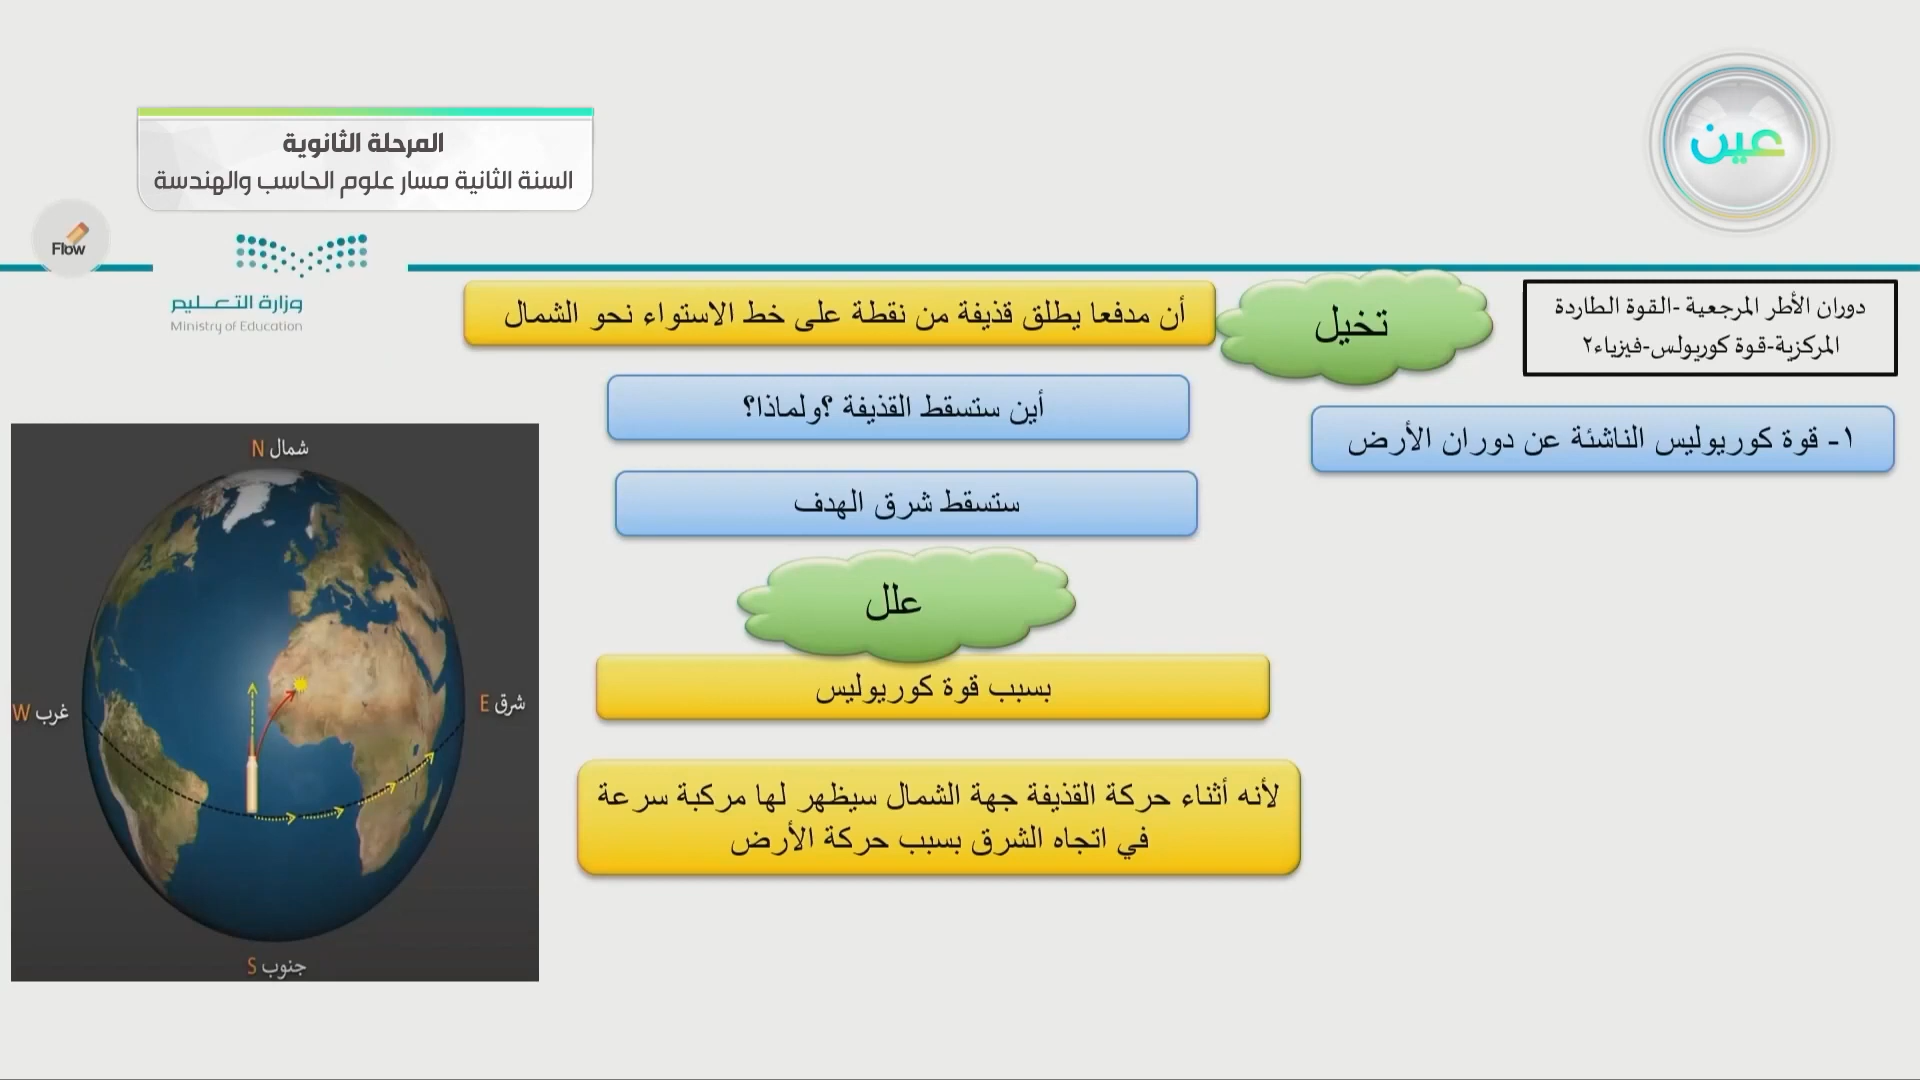 عين
المرحلة الثانوية
السنة الثانية مسار علوم الحاسب والهندسة
Flow
وزارة التعليم
Ministry of Education
دوران الأطر المرجعية -القوة الطاردة
المركزية-قوة كوريولس-فيزياء٢
تخيل
أن مدفعا يطلق قذيفة من نقطة على خط الاستواء نحو الشمال
١- قوة كوريوليس الناشئة عن دوران الأرض
أين ستسقط القذيفة ؟ولماذا؟
ستسقط شرق الهدف
علل
بسبب قوة كوريوليس
لأنه أثناء حركة القذيفة جهة الشمال سيظهر لها مركبة سرعة
في اتجاه الشرق بسبب حركة الأرض
شمال N
شرق E
غرب W
جنوب S